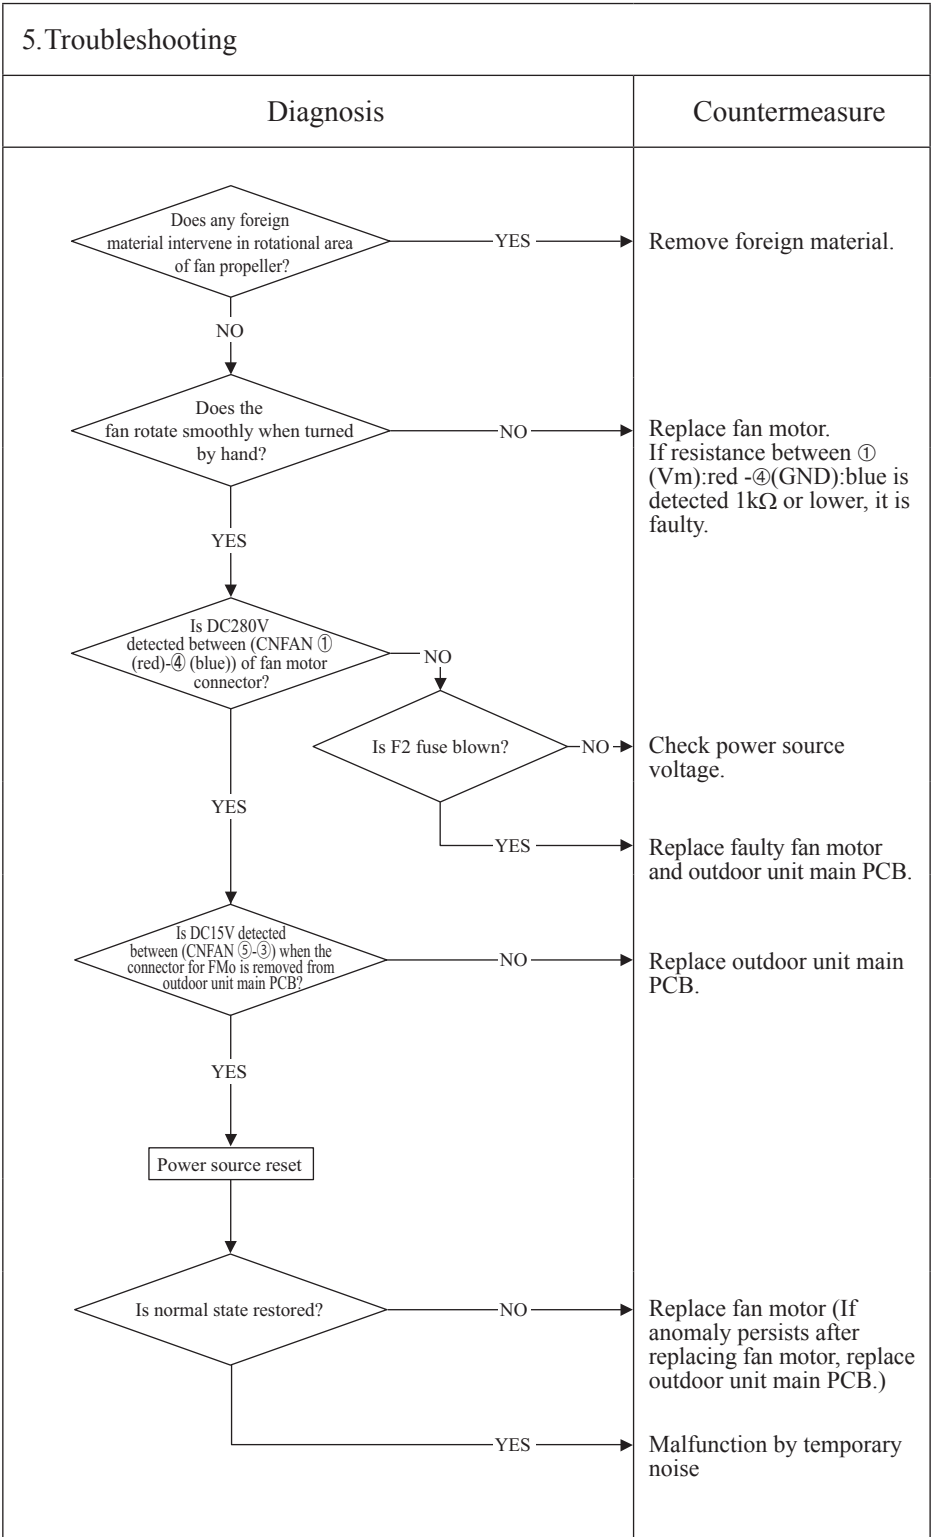 5.Troubleshooting
Diagnosis
Countermeasure
Does any foreign
material intervene in rotational area
of fan propeller?
YES
Remove foreign material.
NO
Does the
fan rotate smoothly when turned
by hand?
NO
Replace fan motor.
If resistance between ①
(Vm):red -④(GND):blue is
detected 1kΩ or lower, it is
faulty.
YES
Is DC280V
detected between (CNFAN ①
(red)-④ (blue)) of fan motor
connector?
NO
Is F2 fuse blown?
NO
Check power source
voltage.
YES
YES
Replace faulty fan motor
and outdoor unit main PCB.
Is DC15V detected
between (CNFAN ⑤-③) when the
connector for FMo is removed from
outdoor unit main PCB?
NO
Replace outdoor unit main
PCB.
YES
Power source reset
Is normal state restored?
NO
Replace fan motor (If
anomaly persists after
replacing fan motor, replace
outdoor unit main PCB.)
YES
Malfunction by temporary
noise